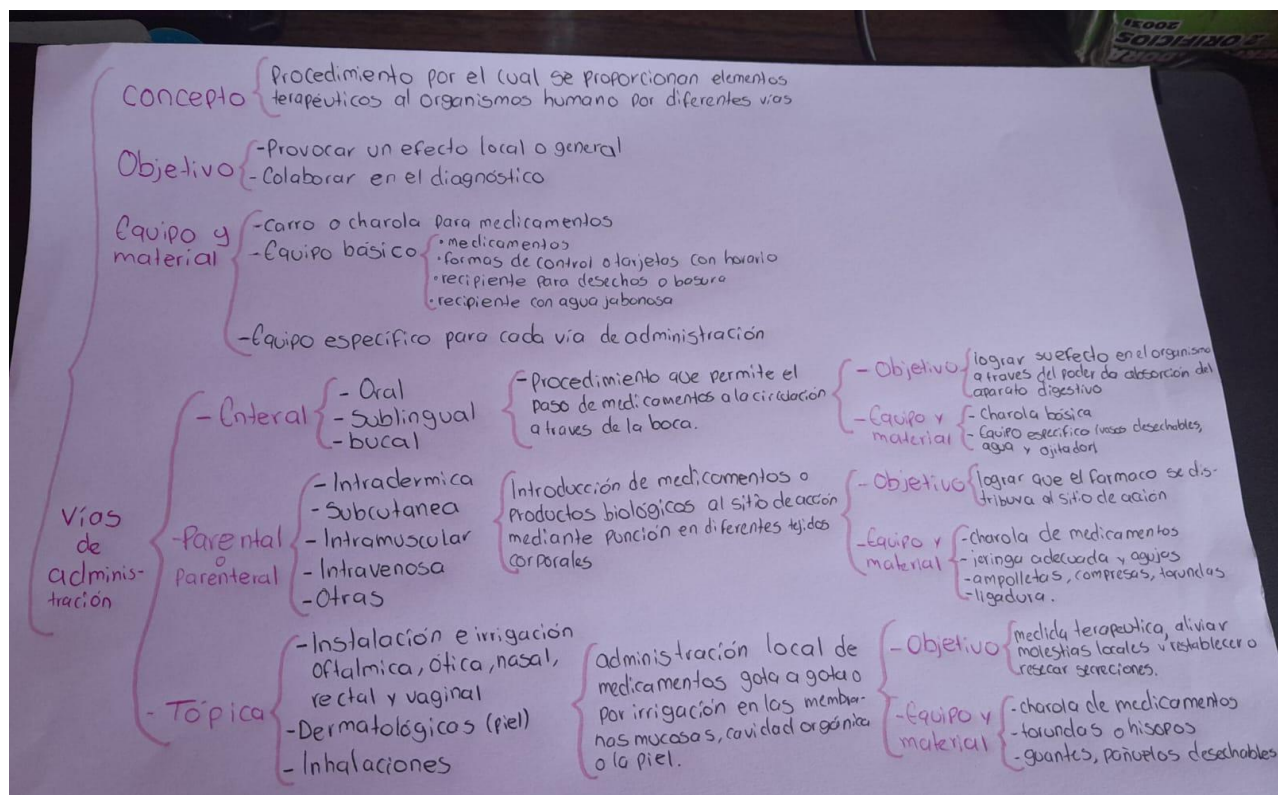 2003I
2 ORIFICIOS
Concepto
Procedimiento por el cual se proporcionan elementos
terapéuticos al organismos humano por diferentes vias
Objetivo
-Provocar un efecto local o general
-Colaborar en el diagnóstico
Equipo y
material
-Carro o charola para medicamentos
-Equipo básico
•medicamentos
•formas de control o tarjetas con horario
•recipiente para desechos o basura
•recipiente con agua jabonosa
-Equipo específico para cada vía de administración
Vías
de
adminis-
tración
-Enteral
- Oral
-Sublingual
-bucal
-Procedimiento que permite el
paso de medicamentos a la circulación
a traves de la boca.
- Objetivo
lograr su efecto en el organismo
a traves del poder de absorción del
aparato digestivo
-Equipo y
material
- charola básica
- Equipo especifico (vasos desechables,
agua y agitador)
-Parental
o
Parenteral
-Intradermica
-Subcutanea
-Intramuscular
-Intravenosa
-Otras
Introducción de medicamentos o
Productos biológicos al sitio de acción
mediante punción en diferentes tejidos
corporales
-Objetivo
lograr que el farmaco se dis-
tribuya al sitio de acción
-Equipo y
material
-charola de medicamentos
-jeringa adecuada y agujas
-ampolletas, compresas, torundas
-ligadura.
- Tópica
-Instalación e irrigación
oftalmica, ótica, nasal,
rectal y vaginal
-Dermatológicos (piel)
-Inhalaciones
administración local de
medicamentos gota a gota o
por irrigación en las membra-
nas mucosas, cavidad orgánica
o la piel.
-Objetivo
medida terapeutica, aliviar
molestias locales y restablecer o
resecar secreciones.
-Equipo y
material
-charola de medicamentos
-torundas o hisopos
-guantes, pañuelos desechables